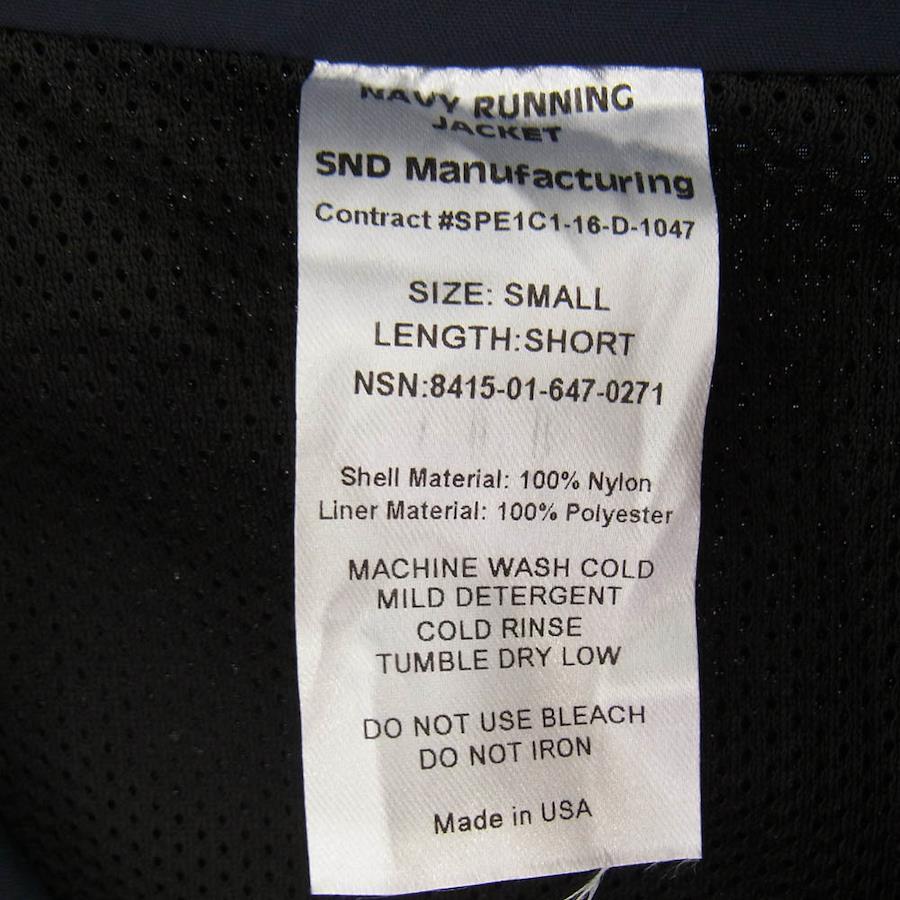 NAVY RUNNING
JACKET
SND Manufacturing
Contract #SPE1C1-16-D-1047
SIZE: SMALL
LENGTH:SHORT
NSN:8415-01-647-0271
Shell Material: 100% Nylon
Liner Material: 100% Polyester
MACHINE WASH COLD
MILD DETERGENT
COLD RINSE
TUMBLE DRY LOW
DO NOT USE BLEACH
DO NOT IRON
Made in USA